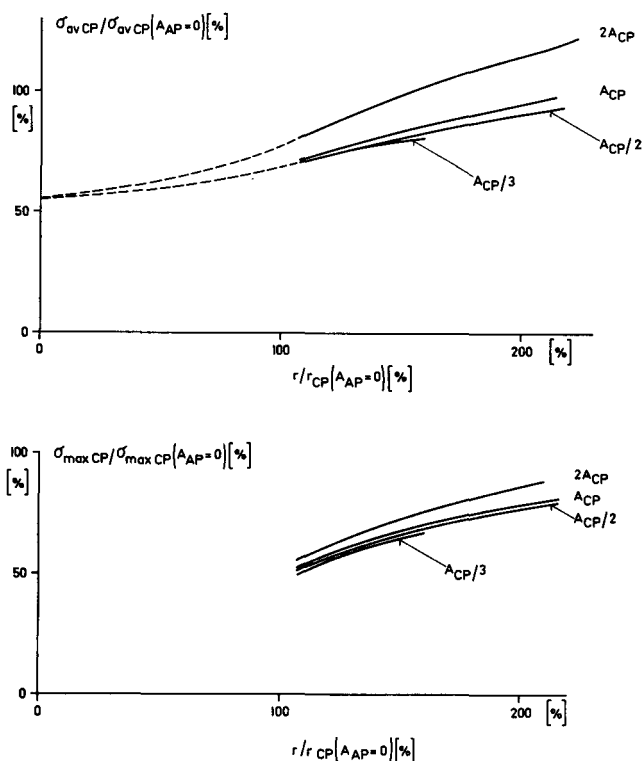 σav CP/σav CP(AAP=0)[%]
2ACP
100
[%]
ACP
ACP/2
ACP/3
50
0
0
100
200
[%]
r/rCP(AAP=0)[%]
100
[%]
σmax CP/σmax CP(AAP=0)[%]
2ACP
ACP
ACP/2
50
ACP/3
0
0
100
200
[%]
r/rCP(AAP=0)[%]